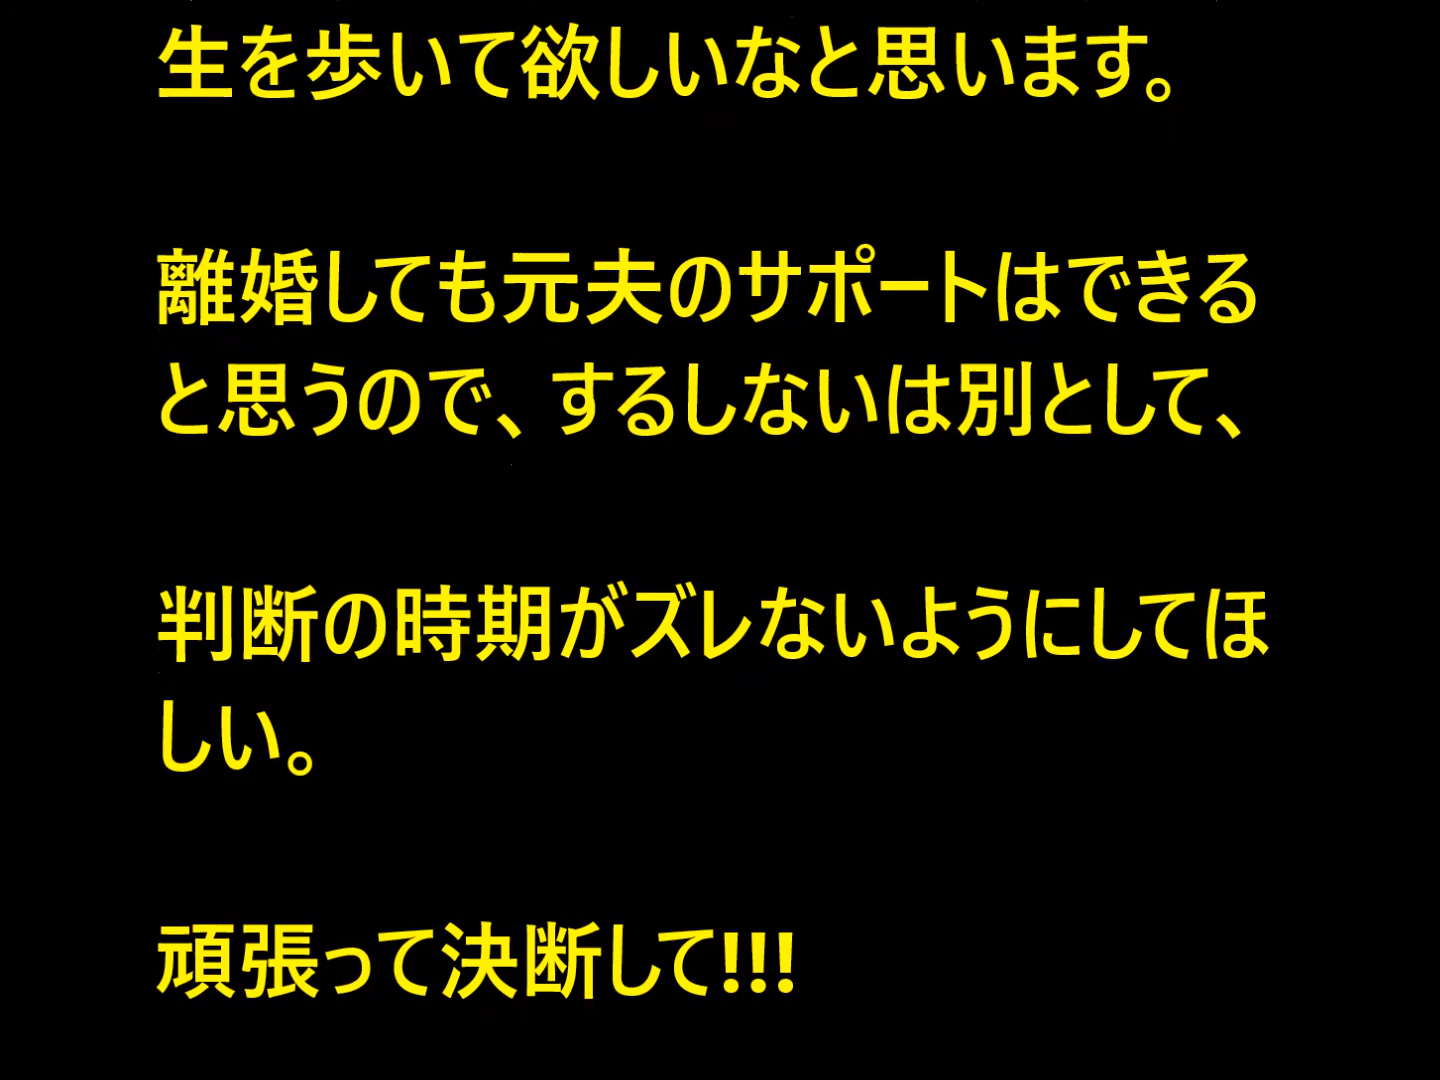 生を歩いて欲しいなと思います。
離婚しても元夫のサポートはできる
と思うので、するしないは別として、
判断の時期がズレないようにしてほ
しい。
頑張って決断して!!!